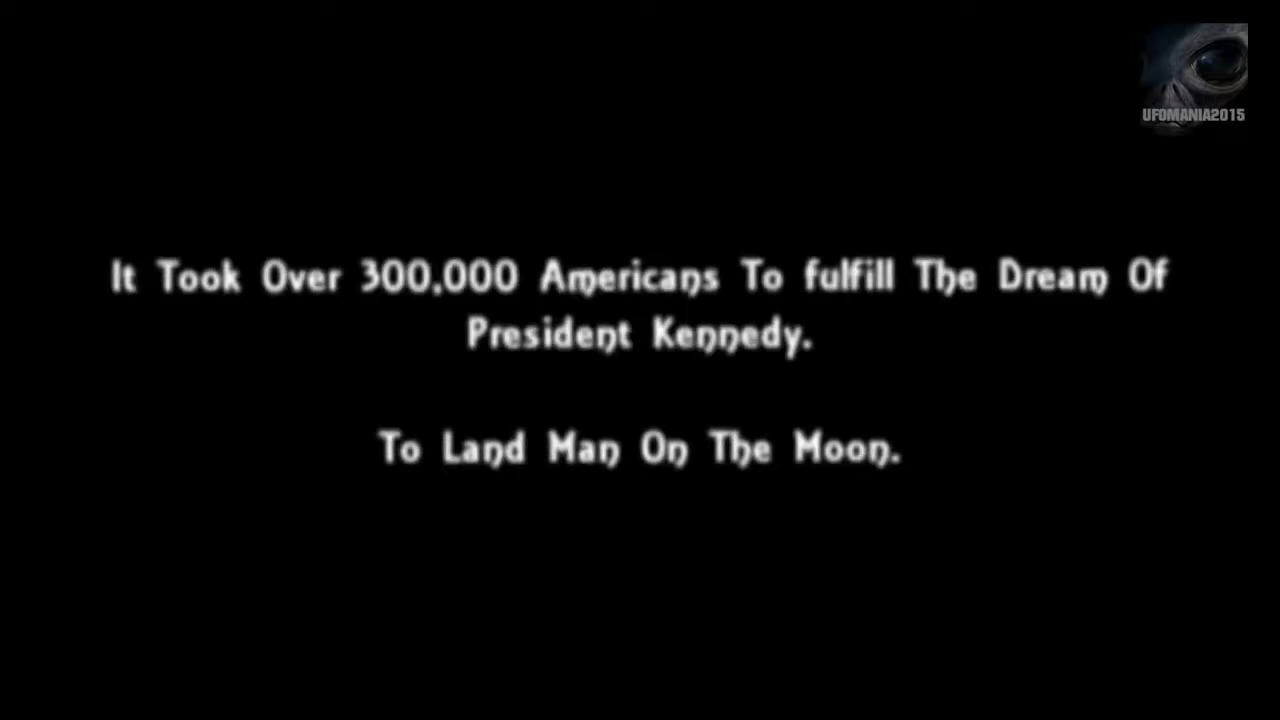 UFOMANIA2015
It Took Over 300,000 Americans To fulfill The Dream Of
President Kennedy.
To Land Man On The Moon.